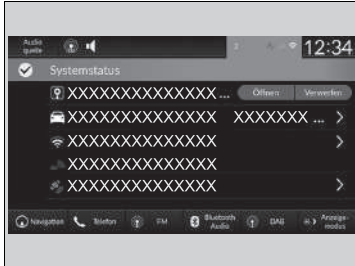 Audio
quelle
12:34
Systemstatus
XXXXXXXXXXXXXX... Öffnen Verwerfen
XXXXXXXXXXXXXX XXXXXXX ...
XXXXXXXXXXXXXX
XXXXXXXXXXXXXX
XXXXXXXXXXXXXX
Navigation Telefon FM Bluetooth Audio DAB Anzeige-
modus